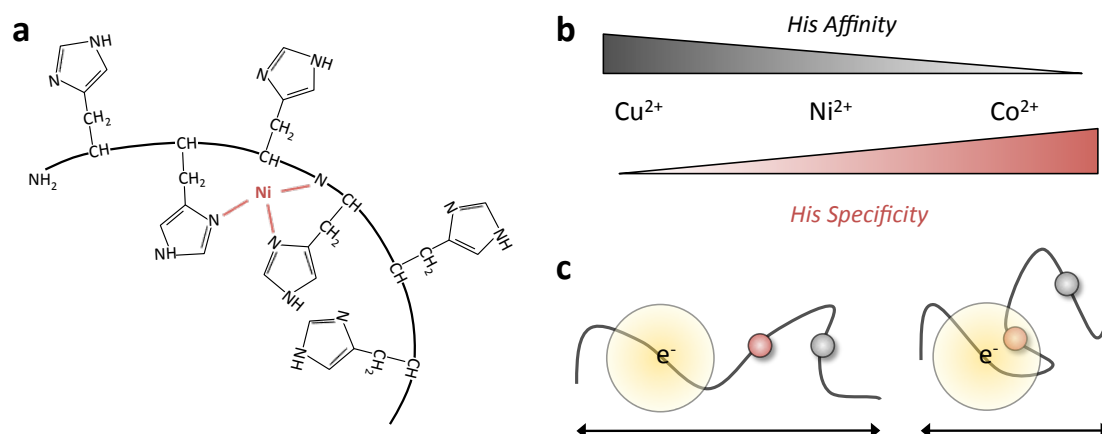 a
NH
N
CH₂
CH
NH₂
N
NH
CH₂
CH
CH
CH₂
N
NH
Ni
N
CH
CH₂
N
NH
N
NH
CH₂
CH
N
NH
CH₂
CH
b
His Affinity
Cu²⁺ Ni²⁺ Co²⁺
His Specificity
c
e⁻
e⁻